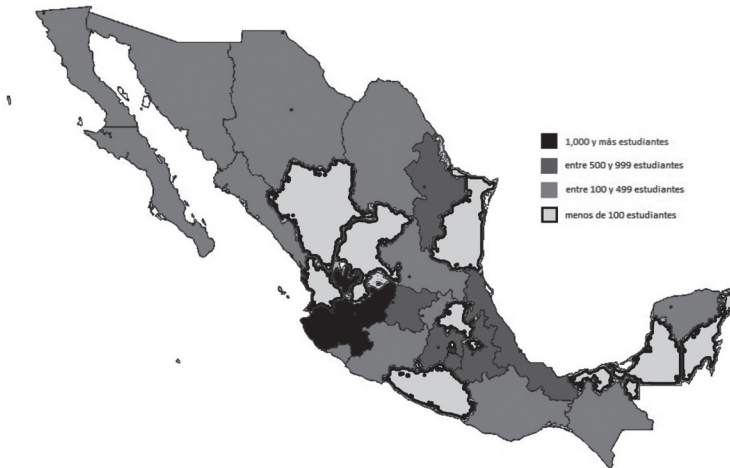 1,000 y más estudiantes
entre 500 y 999 estudiantes
entre 100 y 499 estudiantes
menos de 100 estudiantes